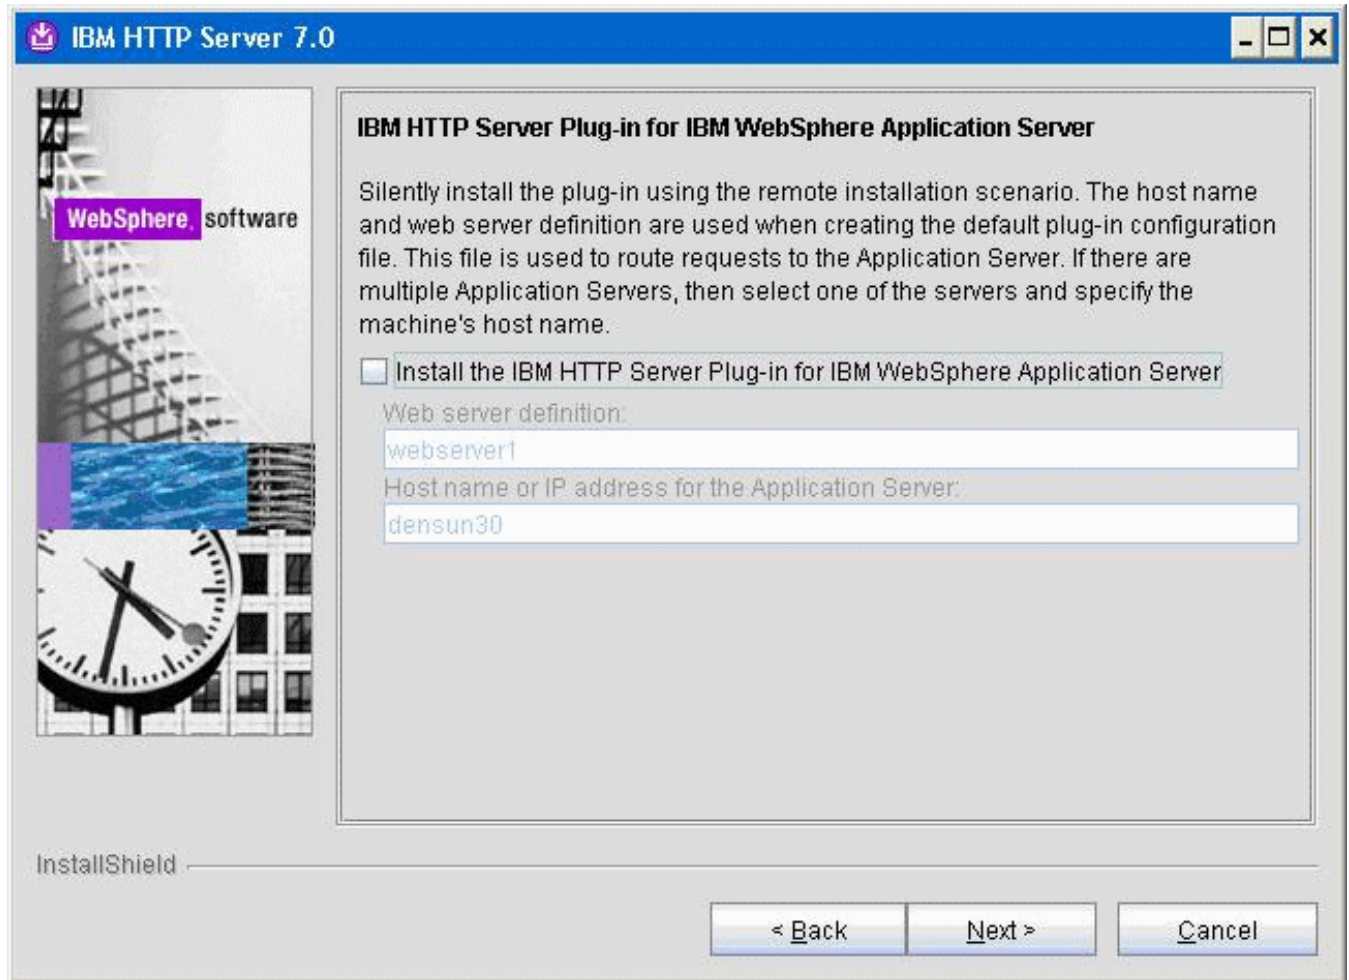 IBM HTTP Server 7.0
WebSphere. software
IBM HTTP Server Plug-in for IBM WebSphere Application Server
Silently install the plug-in using the remote installation scenario. The host name
and web server definition are used when creating the default plug-in configuration
file. This file is used to route requests to the Application Server. If there are
multiple Application Servers, then select one of the servers and specify the
machine's host name.
Install the IBM HTTP Server Plug-in for IBM WebSphere Application Server
Web server definition:
webserver1
Host name or IP address for the Application Server:
densun30
InstallShield
< Back
Next >
Cancel